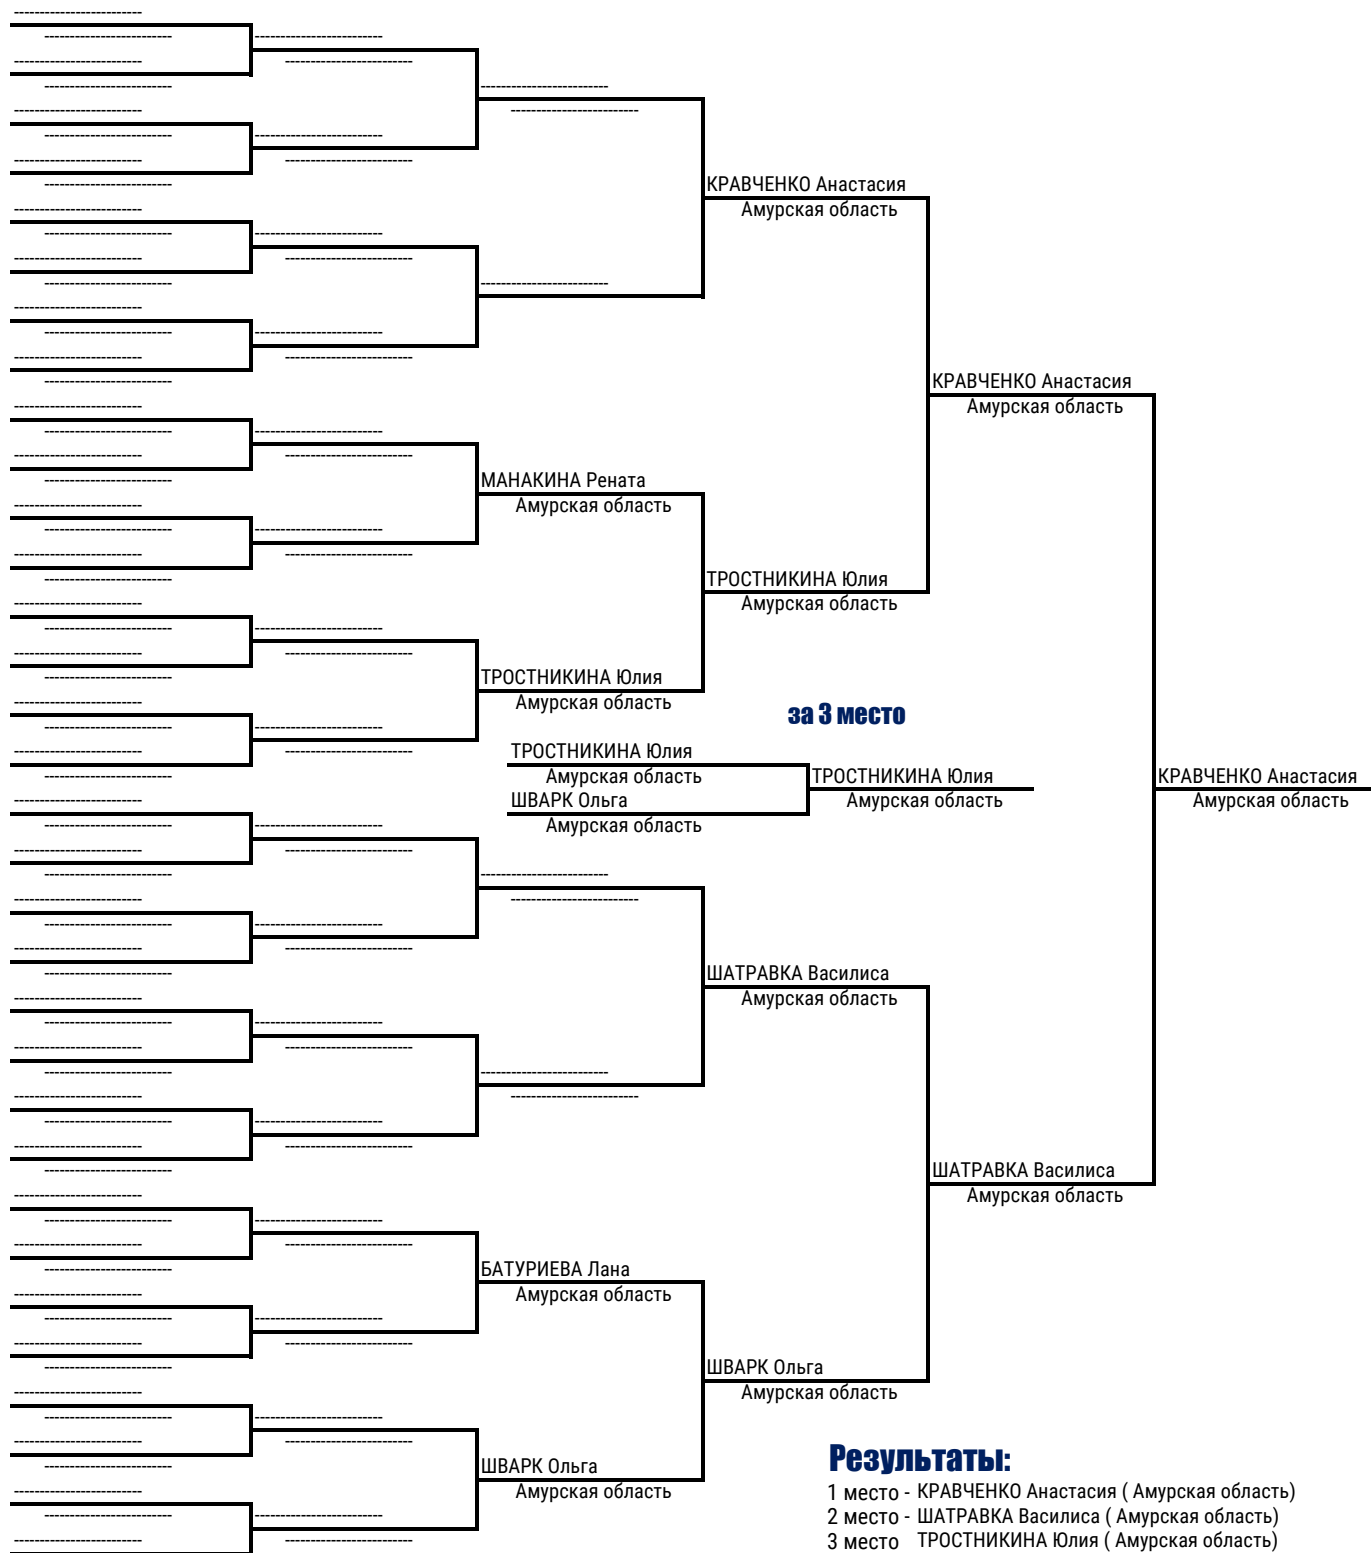 КРАВЧЕНКО Анастасия
Амурская область
КРАВЧЕНКО Анастасия
Амурская область
МАНАКИНА Рената
Амурская область
ТРОСТНИКИНА Юлия
Амурская область
ТРОСТНИКИНА Юлия
Амурская область
за 3 место
ТРОСТНИКИНА Юлия
Амурская область
ТРОСТНИКИНА Юлия
Амурская область
КРАВЧЕНКО Анастасия
Амурская область
ШВАРК Ольга
Амурская область
ШАТРАВКА Василиса
Амурская область
ШАТРАВКА Василиса
Амурская область
БАТУРИЕВА Лана
Амурская область
ШВАРК Ольга
Амурская область
ШВАРК Ольга
Амурская область
Результаты:
1 место - КРАВЧЕНКО Анастасия ( Амурская область)
2 место - ШАТРАВКА Василиса ( Амурская область)
3 место ТРОСТНИКИНА Юлия ( Амурская область)